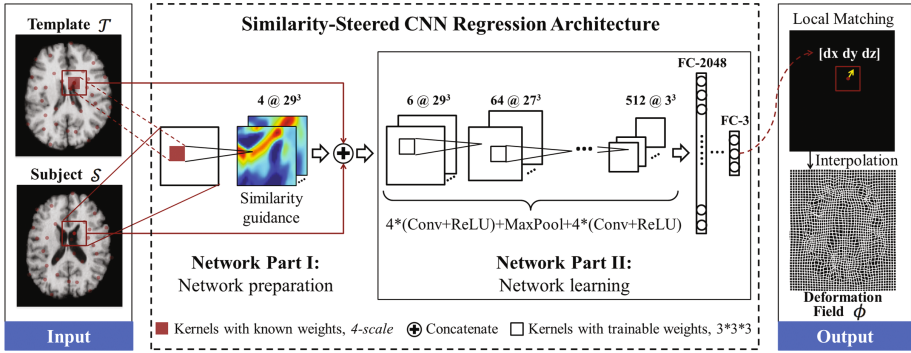 Template 𝒯
Subject 𝒮
Input
Similarity-Steered CNN Regression Architecture
4 @ 29³
Similarity
guidance
Network Part I:
Network preparation
6 @ 29³
64 @ 27³
512 @ 3³
FC-2048
FC-3
4*(Conv+ReLU)+MaxPool+4*(Conv+ReLU)
Network Part II:
Network learning
Kernels with known weights, 4-scale
Concatenate
Kernels with trainable weights, 3*3*3
Local Matching
[dx dy dz]
Interpolation
Deformation
Field ϕ
Output